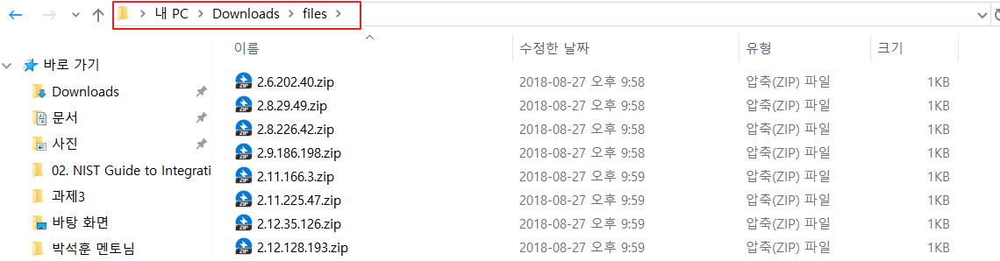 내 PC > Downloads > files >
이름 수정한 날짜 유형 크기
바로 가기
Downloads
문서
사진
02. NIST Guide to Integrati
과제3
바탕 화면
박석훈 멘토님
2.6.202.40.zip 2018-08-27 오후 9:58 압축(ZIP) 파일 1KB
2.8.29.49.zip 2018-08-27 오후 9:58 압축(ZIP) 파일 1KB
2.8.226.42.zip 2018-08-27 오후 9:58 압축(ZIP) 파일 1KB
2.9.186.198.zip 2018-08-27 오후 9:58 압축(ZIP) 파일 1KB
2.11.166.3.zip 2018-08-27 오후 9:59 압축(ZIP) 파일 1KB
2.11.225.47.zip 2018-08-27 오후 9:59 압축(ZIP) 파일 1KB
2.12.35.126.zip 2018-08-27 오후 9:59 압축(ZIP) 파일 1KB
2.12.128.193.zip 2018-08-27 오후 9:59 압축(ZIP) 파일 1KB